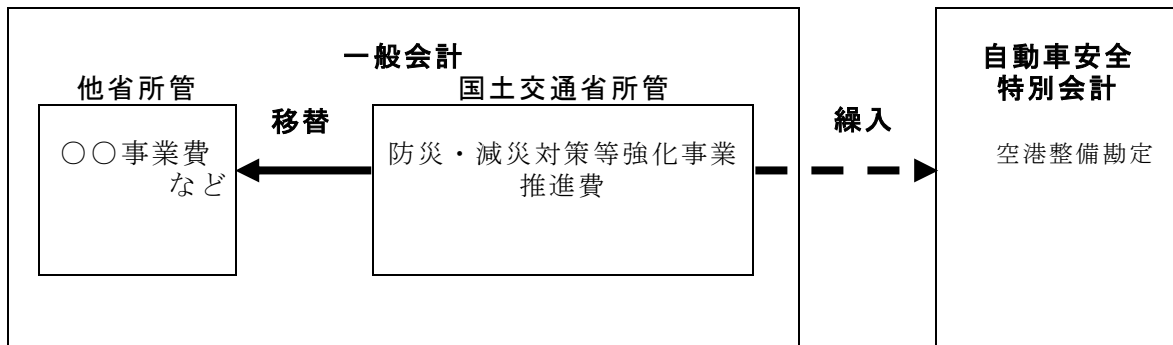 一般会計
他省所管
国土交通省所管
移替
〇〇事業費
など
防災・減災対策等強化事業
推進費
繰入
自動車安全
特別会計
空港整備勘定